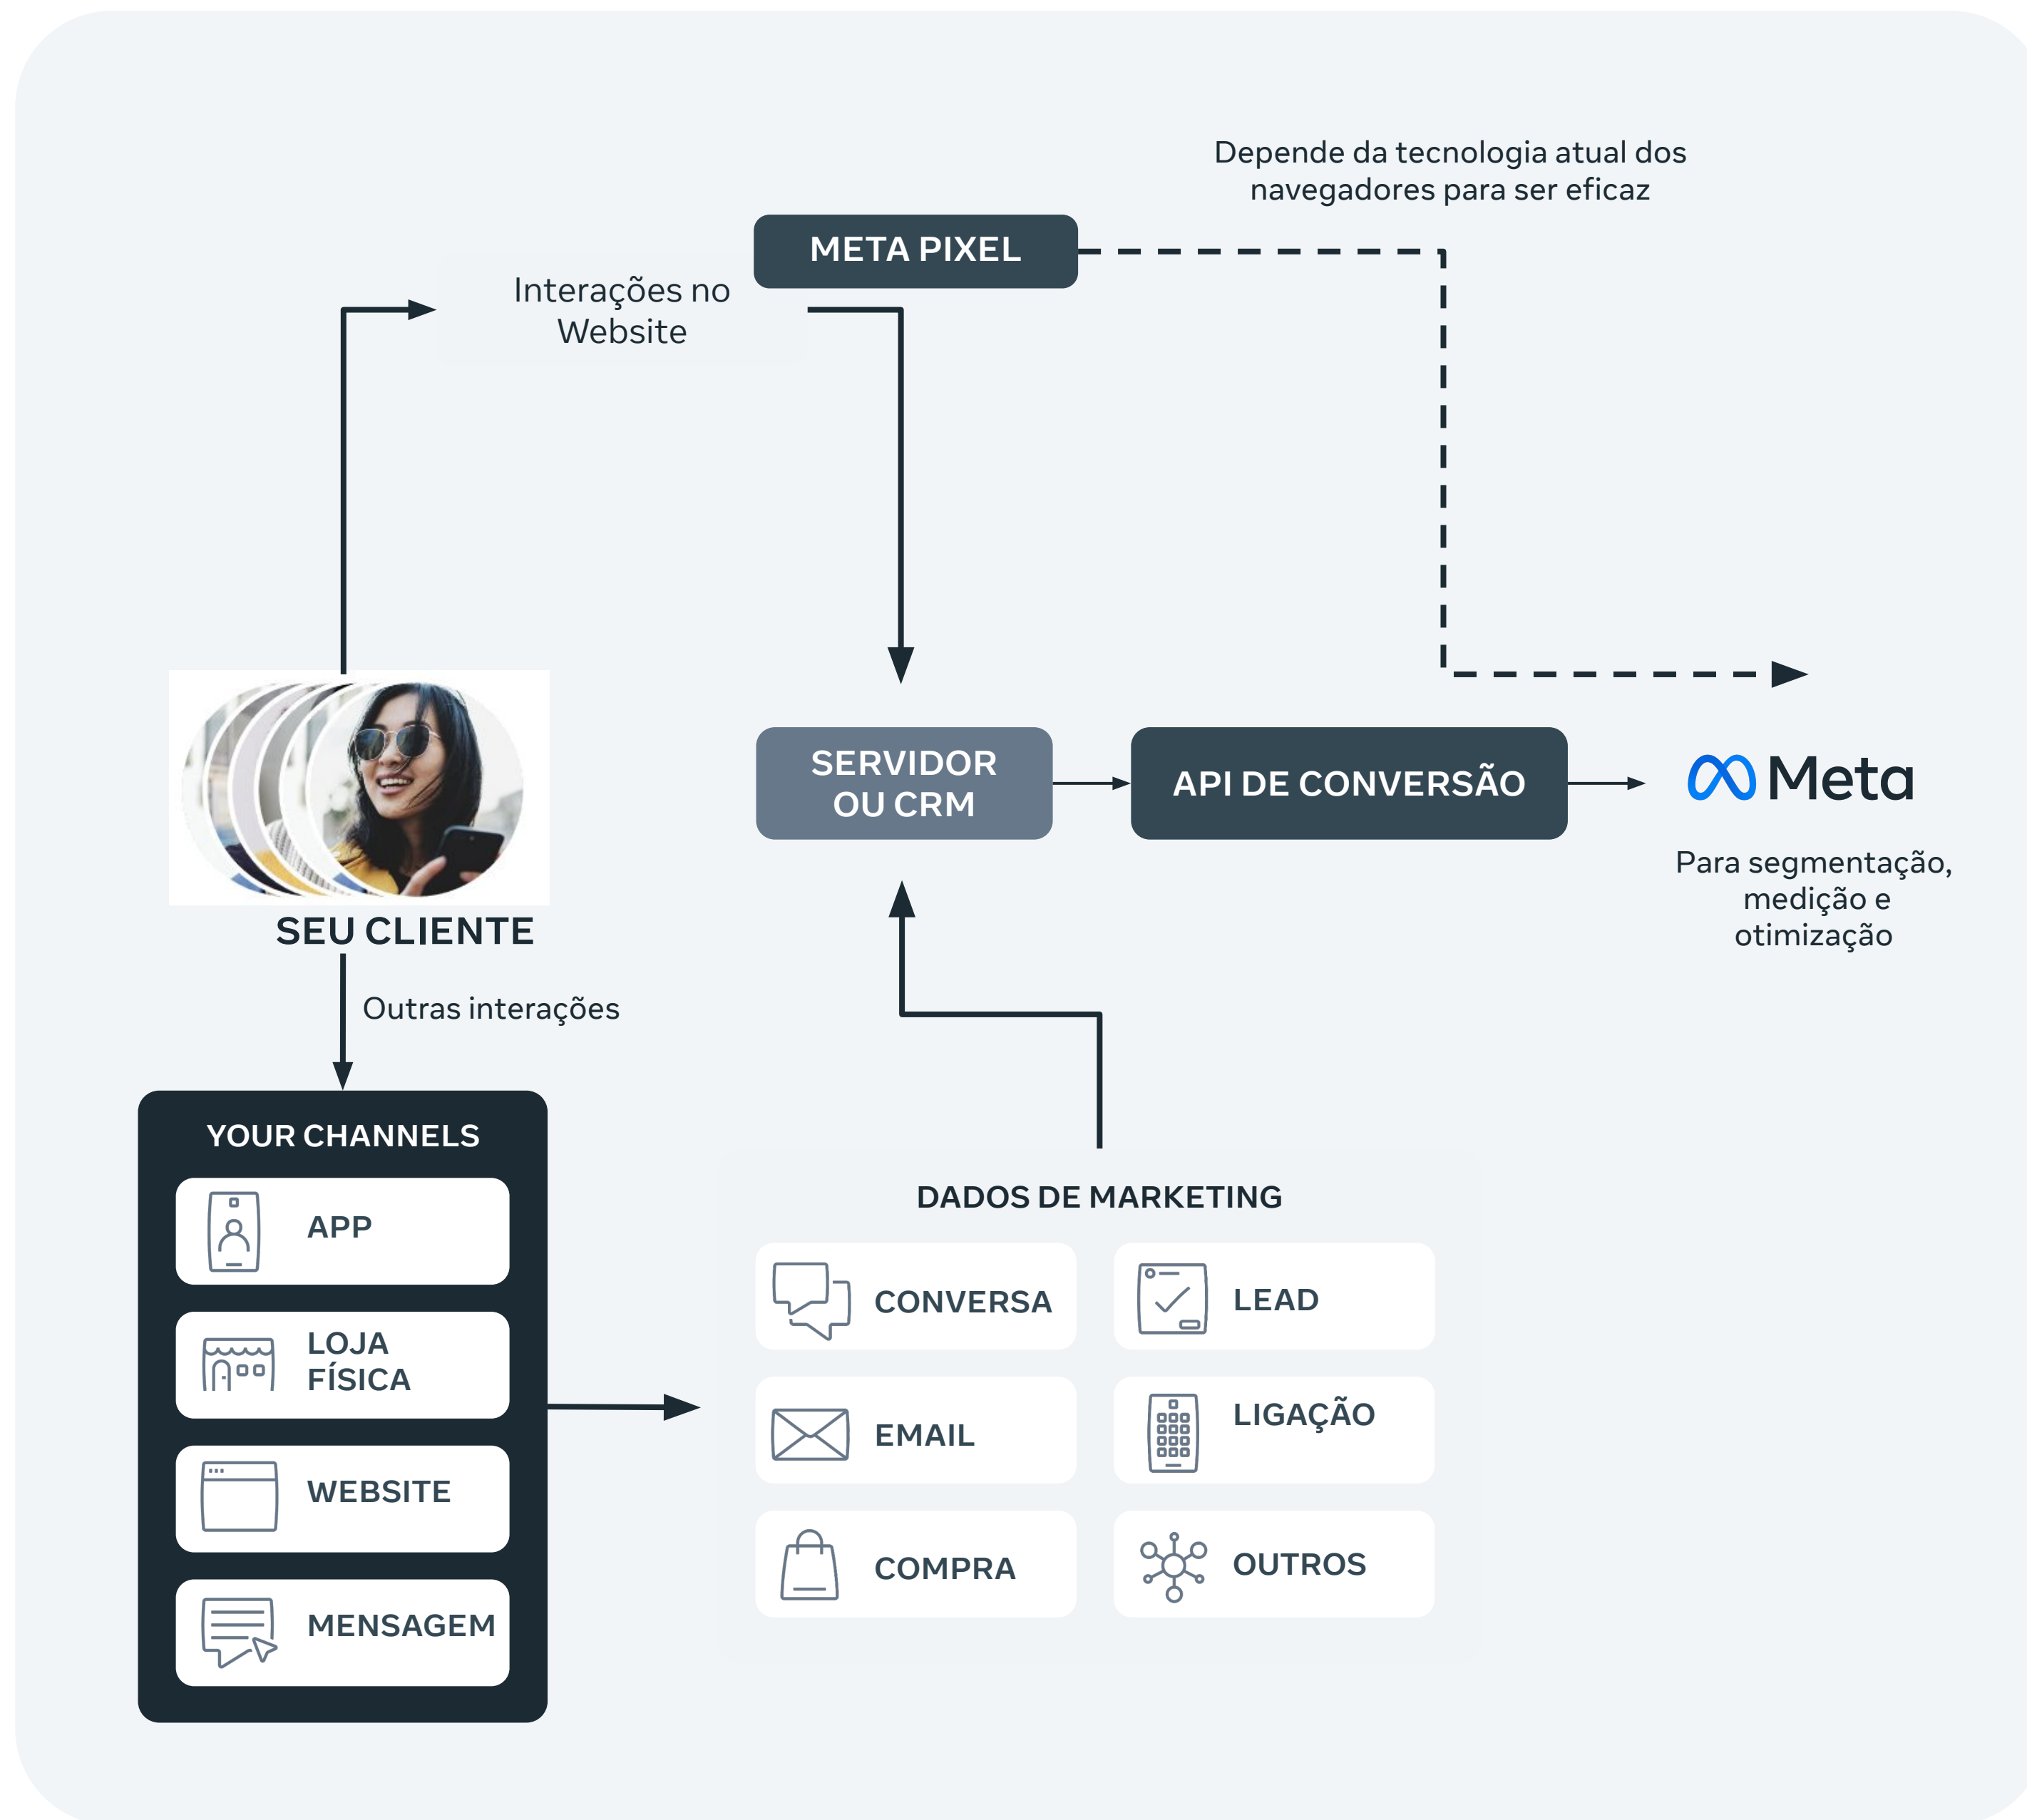 Depende da tecnologia atual dos
navegadores para ser eficaz
META PIXEL
Interações no
Website
SERVIDOR
OU CRM
API DE CONVERSÃO
Meta
Para segmentação,
medição e
otimização
SEU CLIENTE
Outras interações
YOUR CHANNELS
APP
LOJA
FÍSICA
WEBSITE
MENSAGEM
DADOS DE MARKETING
CONVERSA
LEAD
EMAIL
LIGAÇÃO
COMPRA
OUTROS